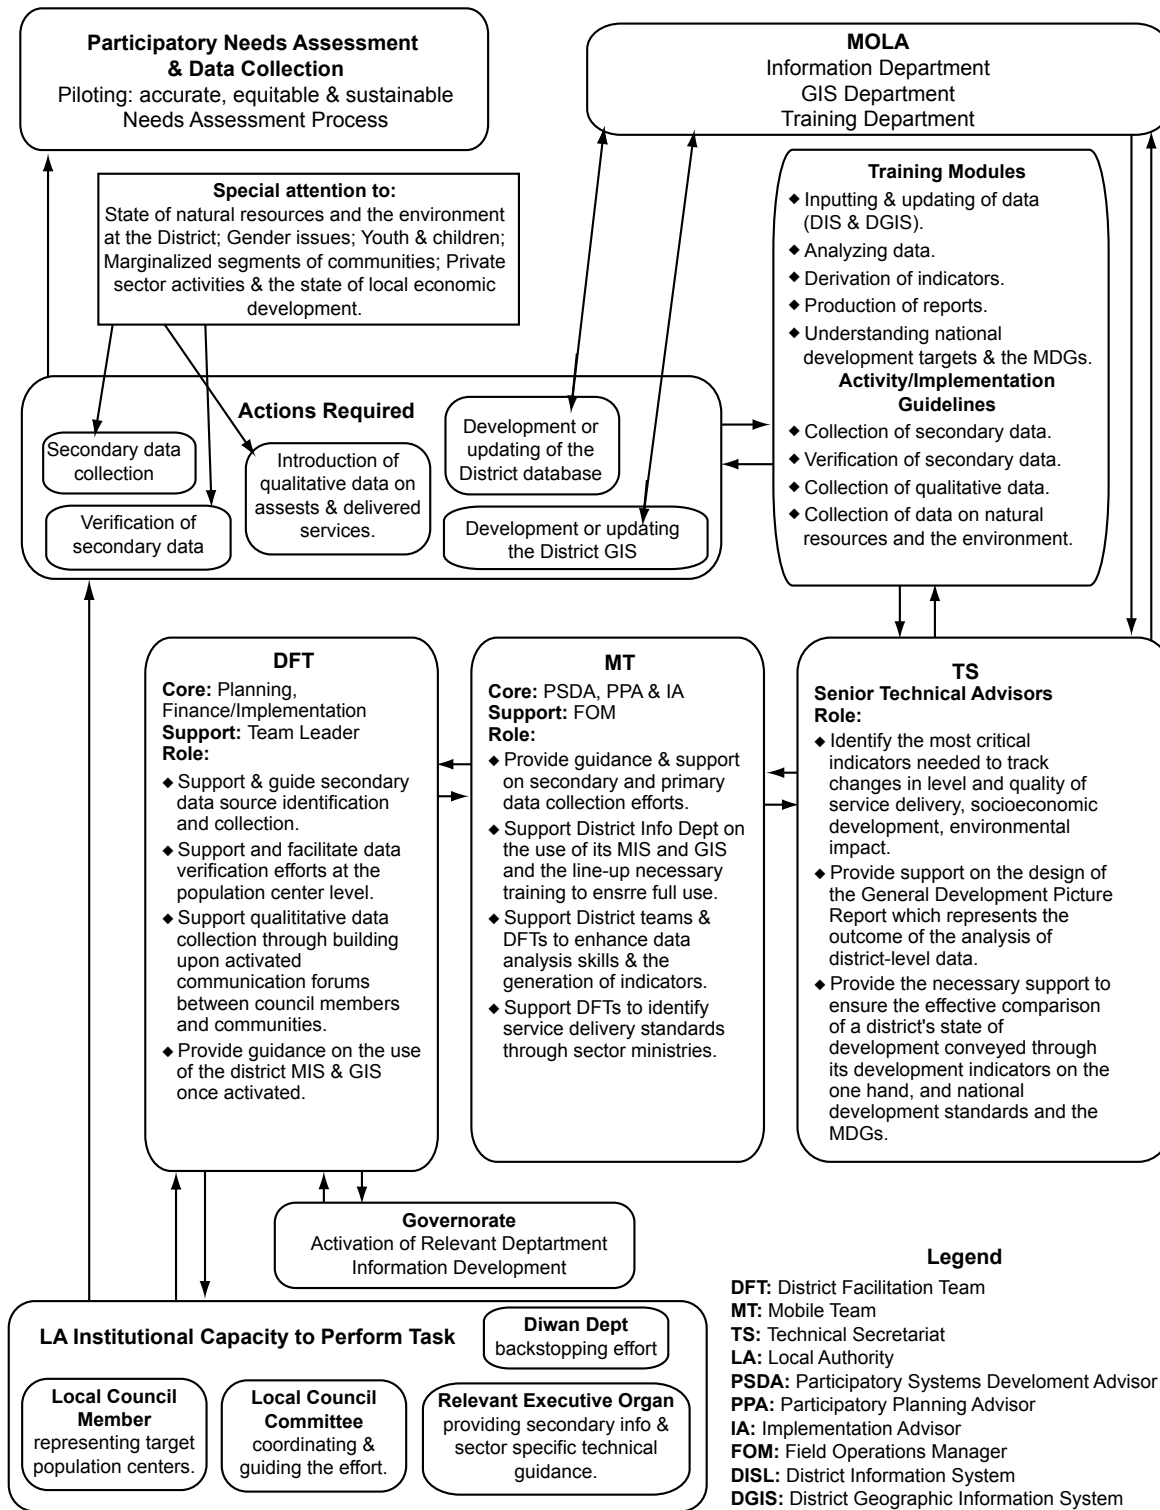 Participatory Needs Assessment
& Data Collection
Piloting: accurate, equitable & sustainable
Needs Assessment Process
MOLA
Information Department
GIS Department
Training Department
Special attention to:
State of natural resources and the environment
at the District; Gender issues; Youth & children;
Marginalized segments of communities; Private
sector activities & the state of local economic
development.
Training Modules
◆ Inputting & updating of data
(DIS & DGIS).
◆ Analyzing data.
◆ Derivation of indicators.
◆ Production of reports.
◆ Understanding national
development targets & the MDGs.
Activity/Implementation
Guidelines
◆ Collection of secondary data.
◆ Verification of secondary data.
◆ Collection of qualitative data.
◆ Collection of data on natural
resources and the environment.
Actions Required
Secondary data
collection
Verification of
secondary data
Introduction of
qualitative data on
assests & delivered
services.
Development or
updating of the
District database
Development or updating
the District GIS
DFT
Core: Planning,
Finance/Implementation
Support: Team Leader
Role:
◆ Support & guide secondary
data source identification
and collection.
◆ Support and facilitate data
verification efforts at the
population center level.
◆ Support qualititative data
collection through building
upon activated
communication forums
between council members
and communities.
◆ Provide guidance on the use
of the district MIS & GIS
once activated.
MT
Core: PSDA, PPA & IA
Support: FOM
Role:
◆ Provide guidance & support
on secondary and primary
data collection efforts.
◆ Support District Info Dept on
the use of its MIS and GIS
and the line-up necessary
training to ensrre full use.
◆ Support District teams &
DFTs to enhance data
analysis skills & the
generation of indicators.
◆ Support DFTs to identify
service delivery standards
through sector ministries.
TS
Senior Technical Advisors
Role:
◆ Identify the most critical
indicators needed to track
changes in level and quality of
service delivery, socioeconomic
development, environmental
impact.
◆ Provide support on the design of
the General Development Picture
Report which represents the
outcome of the analysis of
district-level data.
◆ Provide the necessary support to
ensure the effective comparison
of a district's state of
development conveyed through
its development indicators on the
one hand, and national
development standards and the
MDGs.
Governorate
Activation of Relevant Deptartment
Information Development
LA Institutional Capacity to Perform Task
Diwan Dept
backstopping effort
Local Council
Member
representing target
population centers.
Local Council
Committee
coordinating &
guiding the effort.
Relevant Executive Organ
providing secondary info &
sector specific technical
guidance.
Legend
DFT: District Facilitation Team
MT: Mobile Team
TS: Technical Secretariat
LA: Local Authority
PSDA: Participatory Systems Develoment Advisor
PPA: Participatory Planning Advisor
IA: Implementation Advisor
FOM: Field Operations Manager
DISL: District Information System
DGIS: District Geographic Information System